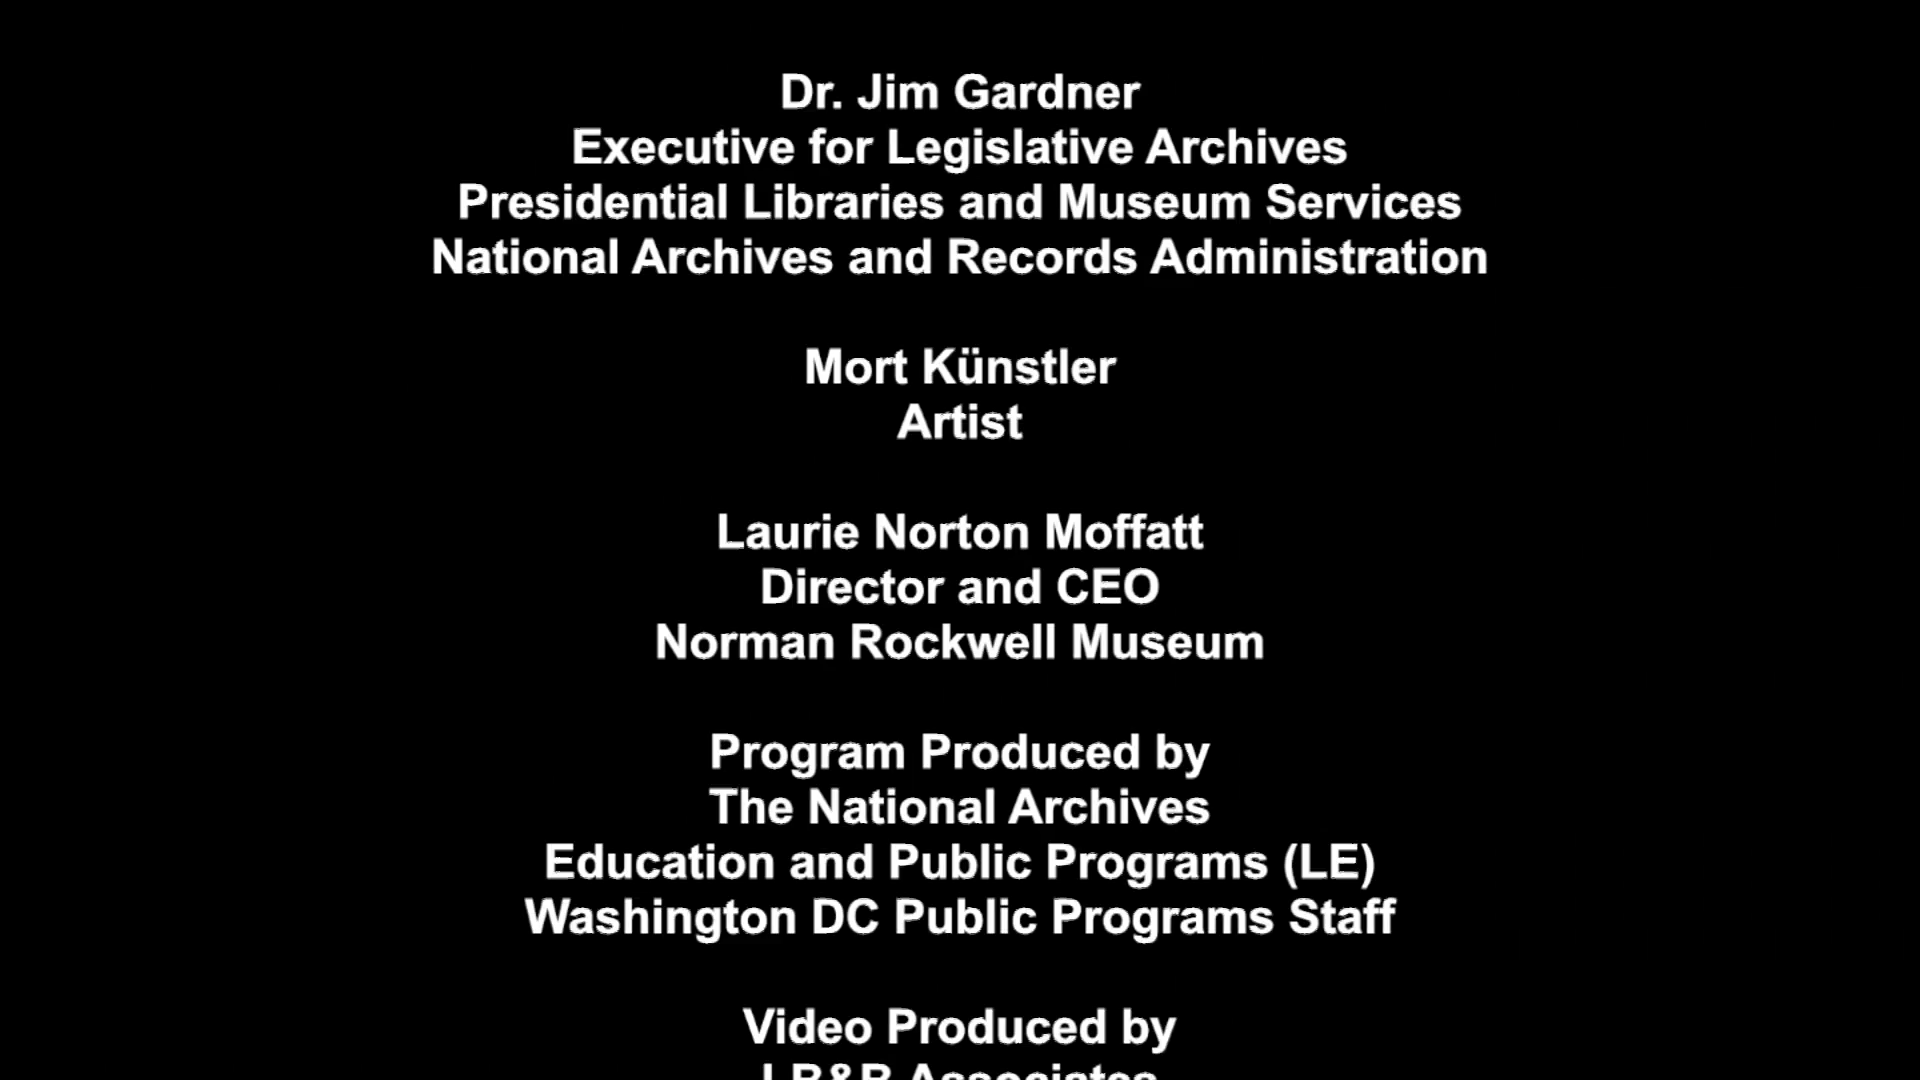 Dr. Jim Gardner
Executive for Legislative Archives
Presidential Libraries and Museum Services
National Archives and Records Administration
Mort Künstler
Artist
Laurie Norton Moffatt
Director and CEO
Norman Rockwell Museum
Program Produced by
The National Archives
Education and Public Programs (LE)
Washington DC Public Programs Staff
Video Produced by
Associates